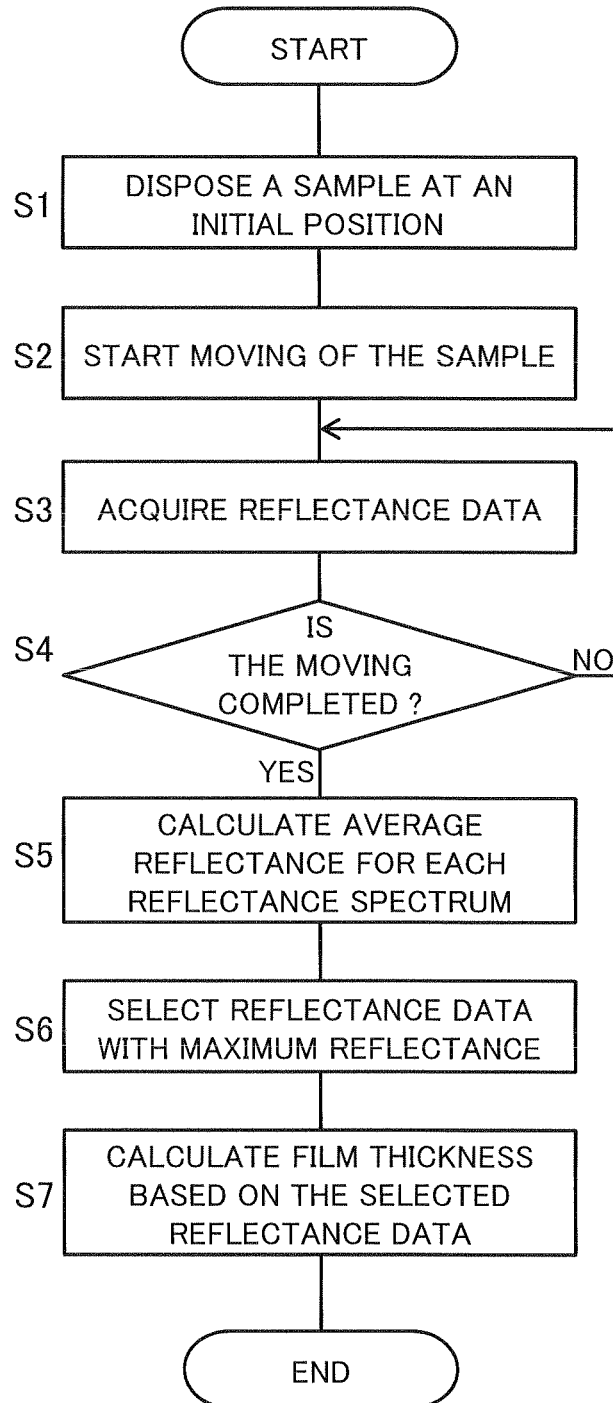 START
S1
DISPOSE A SAMPLE AT AN
INITIAL POSITION
S2
START MOVING OF THE SAMPLE
S3
ACQUIRE REFLECTANCE DATA
S4
IS
THE MOVING
COMPLETED ?
NO
YES
S5
CALCULATE AVERAGE
REFLECTANCE FOR EACH
REFLECTANCE SPECTRUM
S6
SELECT REFLECTANCE DATA
WITH MAXIMUM REFLECTANCE
S7
CALCULATE FILM THICKNESS
BASED ON THE SELECTED
REFLECTANCE DATA
END